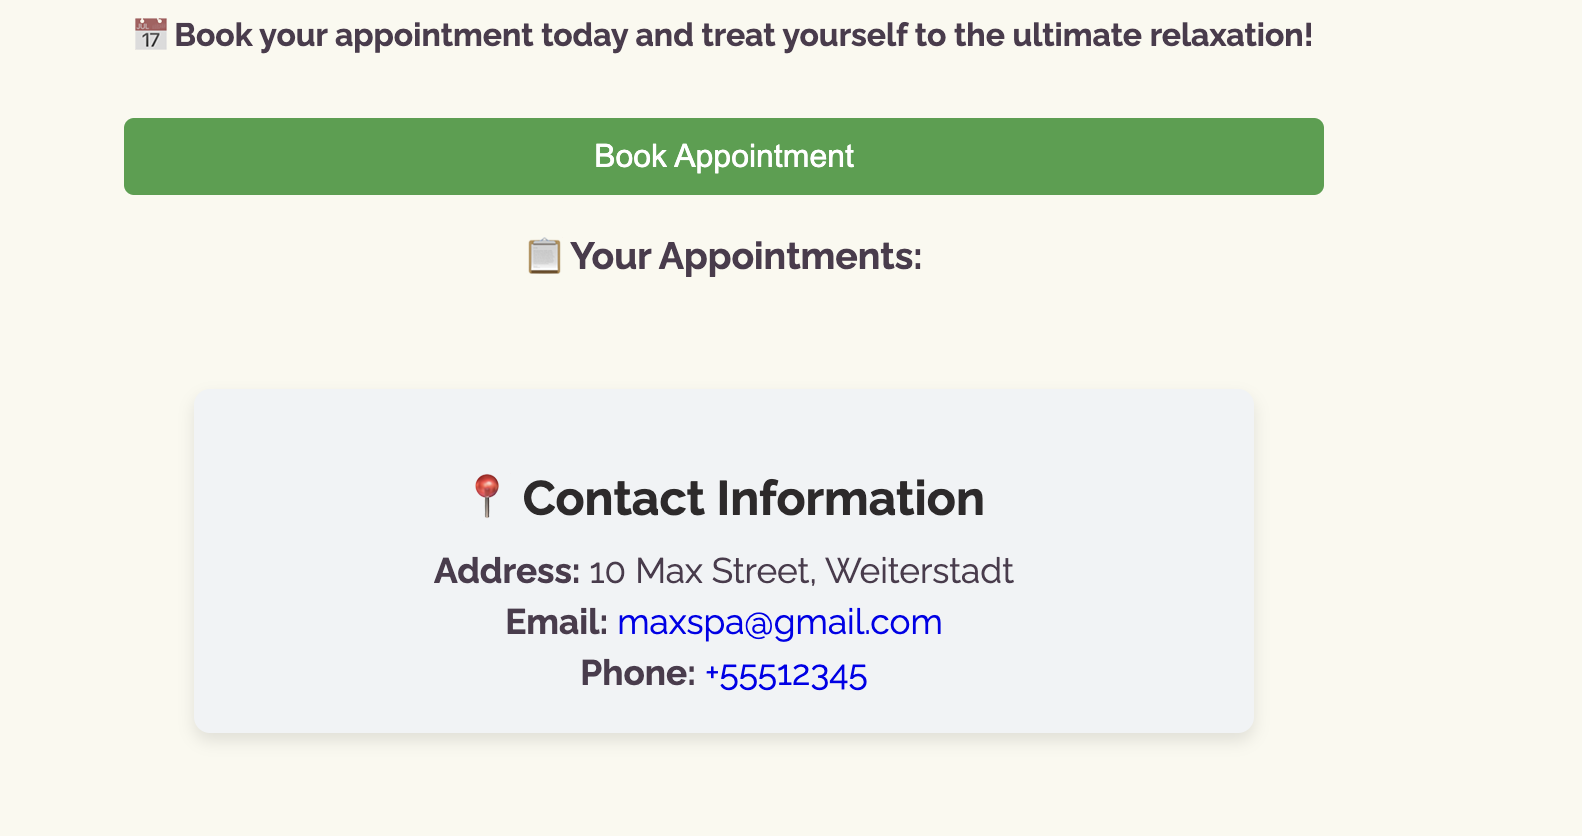 Book your appointment today and treat yourself to the ultimate relaxation!
Book Appointment
Your Appointments:
Contact Information
Address: 10 Max Street, Weiterstadt
Email: maxspa@gmail.com
Phone: +55512345